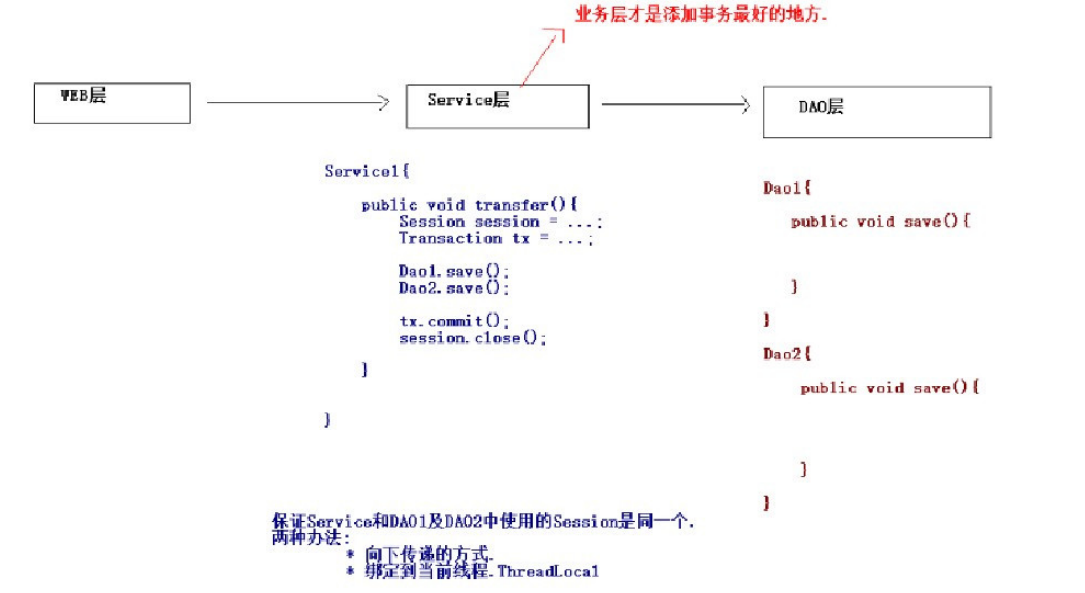 业务层才是添加事务最好的地方.
WEB层
Service层
DAO层
Service1{
public void transfer(){
Session session = ...;
Transaction tx = ...;
Dao1.save();
Dao2.save();
tx.commit();
session.close();
}
}
Dao1{
public void save(){
}
}
Dao2{
public void save(){
}
}
保证Service和DAO1及DAO2中使用的Session是同一个.
两种办法:
* 向下传递的方式.
* 绑定到当前线程.ThreadLocal